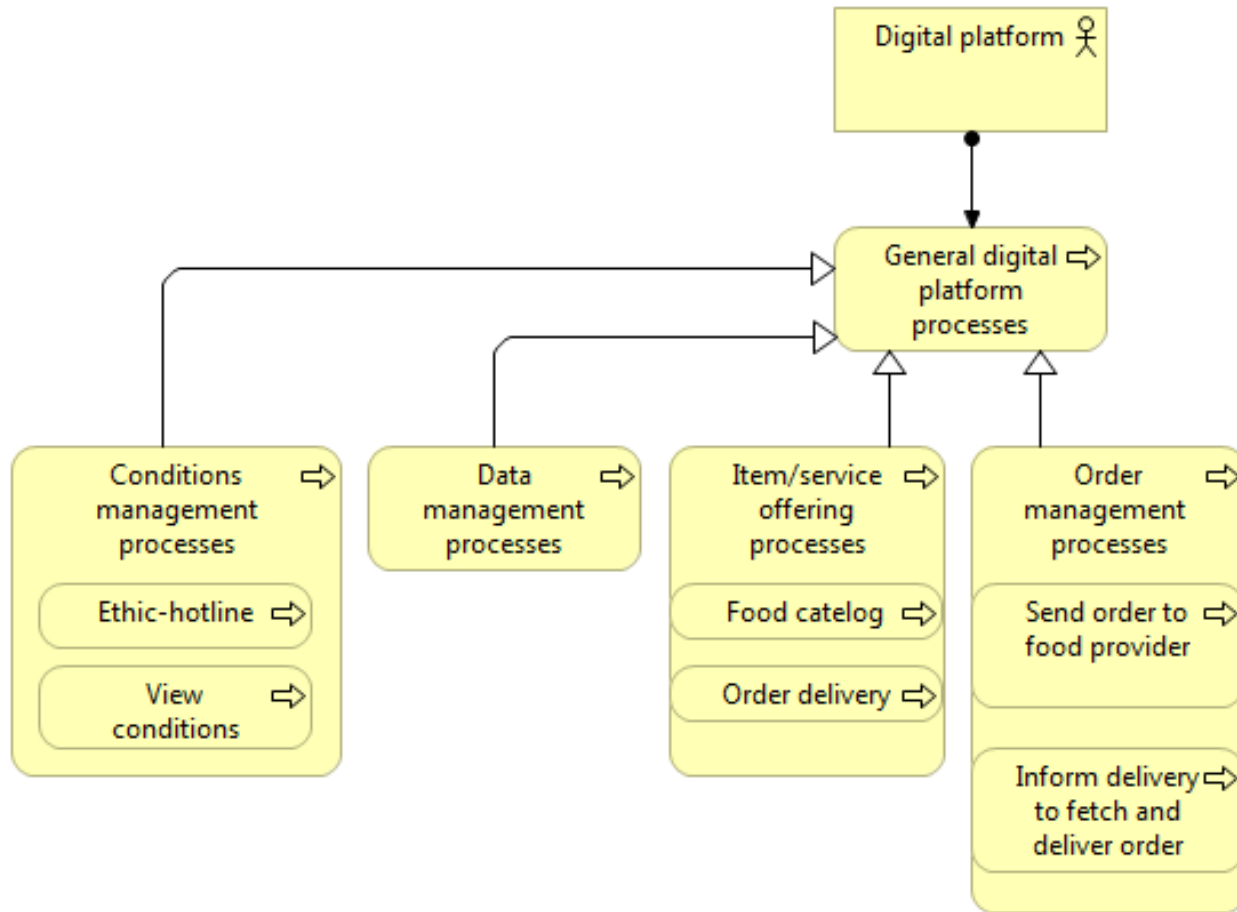 Digital platform
General digital
platform
processes
Conditions
management
processes
Ethic-hotline
View
conditions
Data
management
processes
Item/service
offering
processes
Food catelog
Order delivery
Order
management
processes
Send order to
food provider
Inform delivery
to fetch and
deliver order